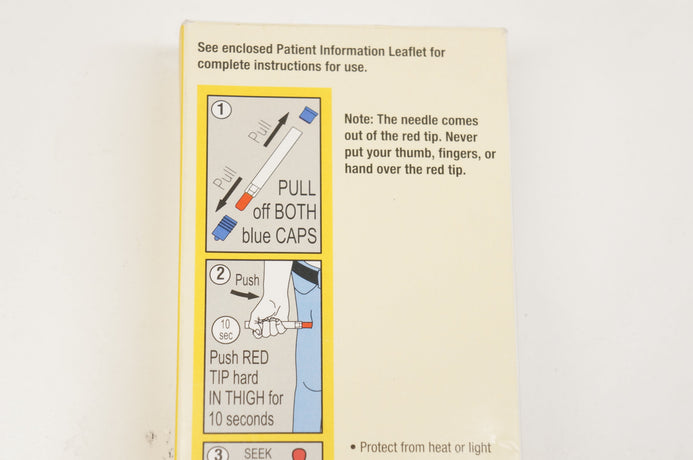 See enclosed Patient Information Leaflet for
complete instructions for use.
1
Pull
Pull
PULL
off BOTH
blue CAPS
Note: The needle comes
out of the red tip. Never
put your thumb, fingers, or
hand over the red tip.
2
Push
10
sec
Push RED
TIP hard
IN THIGH for
10 seconds
3
SEEK
• Protect from heat or light